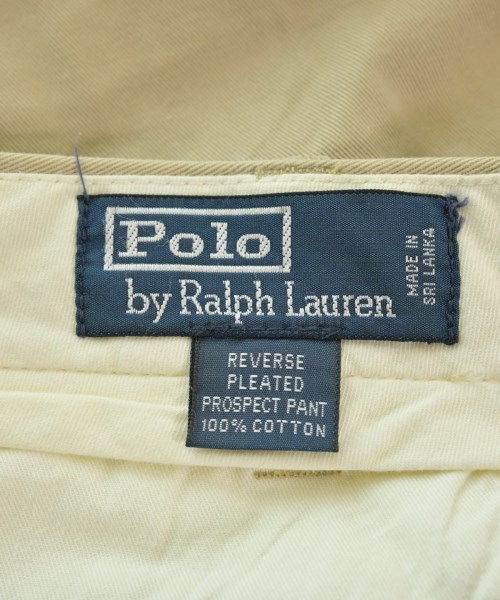 Polo
by Ralph Lauren
MADE IN
SRI LANKA
REVERSE
PLEATED
PROSPECT PANT
100% COTTON